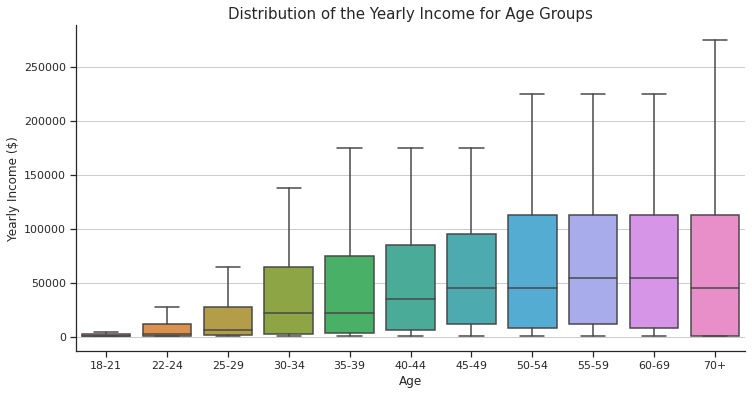 Distribution of the Yearly Income for Age Groups
Yearly Income ($)
250000
200000
150000
100000
50000
0
18-21 22-24 25-29 30-34 35-39 40-44 45-49 50-54 55-59 60-69 70+
Age